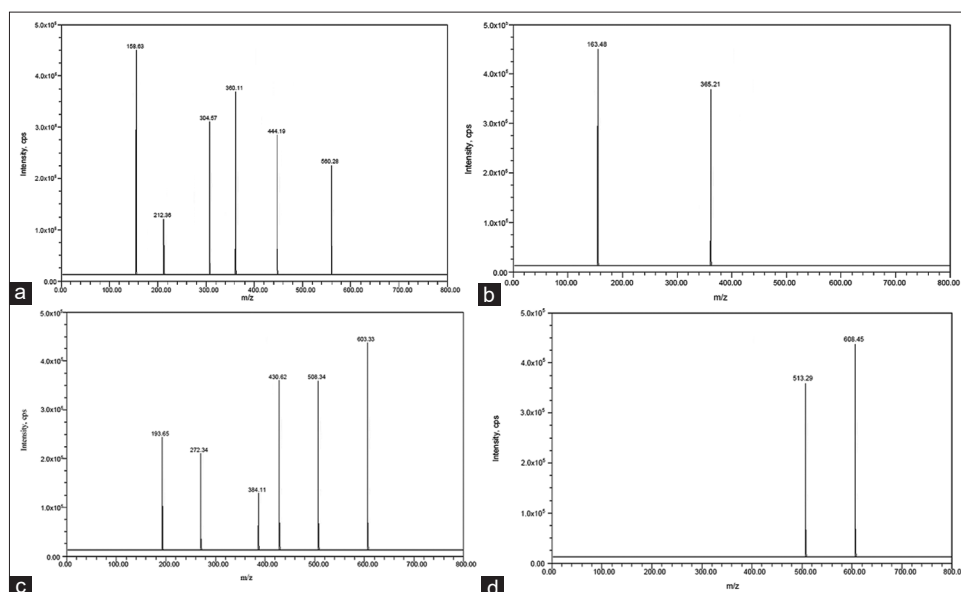 5.0x10⁵
4.0x10⁵
3.0x10⁵
2.0x10⁵
1.0x10⁵
0.00
Intensity, cps
158.63
212.36
304.57
360.11
444.19
560.28
0.00 100.00 200.00 300.00 400.00 500.00 600.00 700.00 800.00
m/z
a
5.0x10⁵
4.0x10⁵
3.0x10⁵
2.0x10⁵
1.0x10⁵
0.00
Intensity, cps
163.48
365.21
0.00 100.00 200.00 300.00 400.00 500.00 600.00 700.00 800.00
m/z
b
5.0x10⁵
4.0x10⁵
3.0x10⁵
2.0x10⁵
1.0x10⁵
0.00
Intensity, cps
193.65
272.34
384.11
430.62
508.34
603.33
0.00 100.00 200.00 300.00 400.00 500.00 600.00 700.00 800.00
m/z
c
5.0x10⁵
4.0x10⁵
3.0x10⁵
2.0x10⁵
1.0x10⁵
0.00
Intensity, cps
513.29
608.45
0.00 100.00 200.00 300.00 400.00 500.00 600.00 700.00 800.00
m/z
d